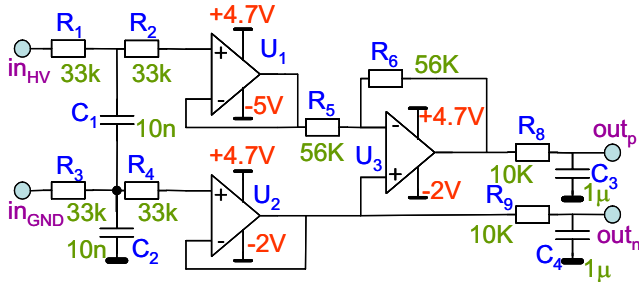 +4.7V
R1 R2 U1 R6
inHV 33k 33k 56K
-5V R5 +4.7V R8 outp
C1 10n
56K U3
R3 R4 +4.7V
10K C3
inGND 33k 33k U2 -2V R9 1µ
10n C2 -2V 10K outn
C4 1µ
+ - + - - +